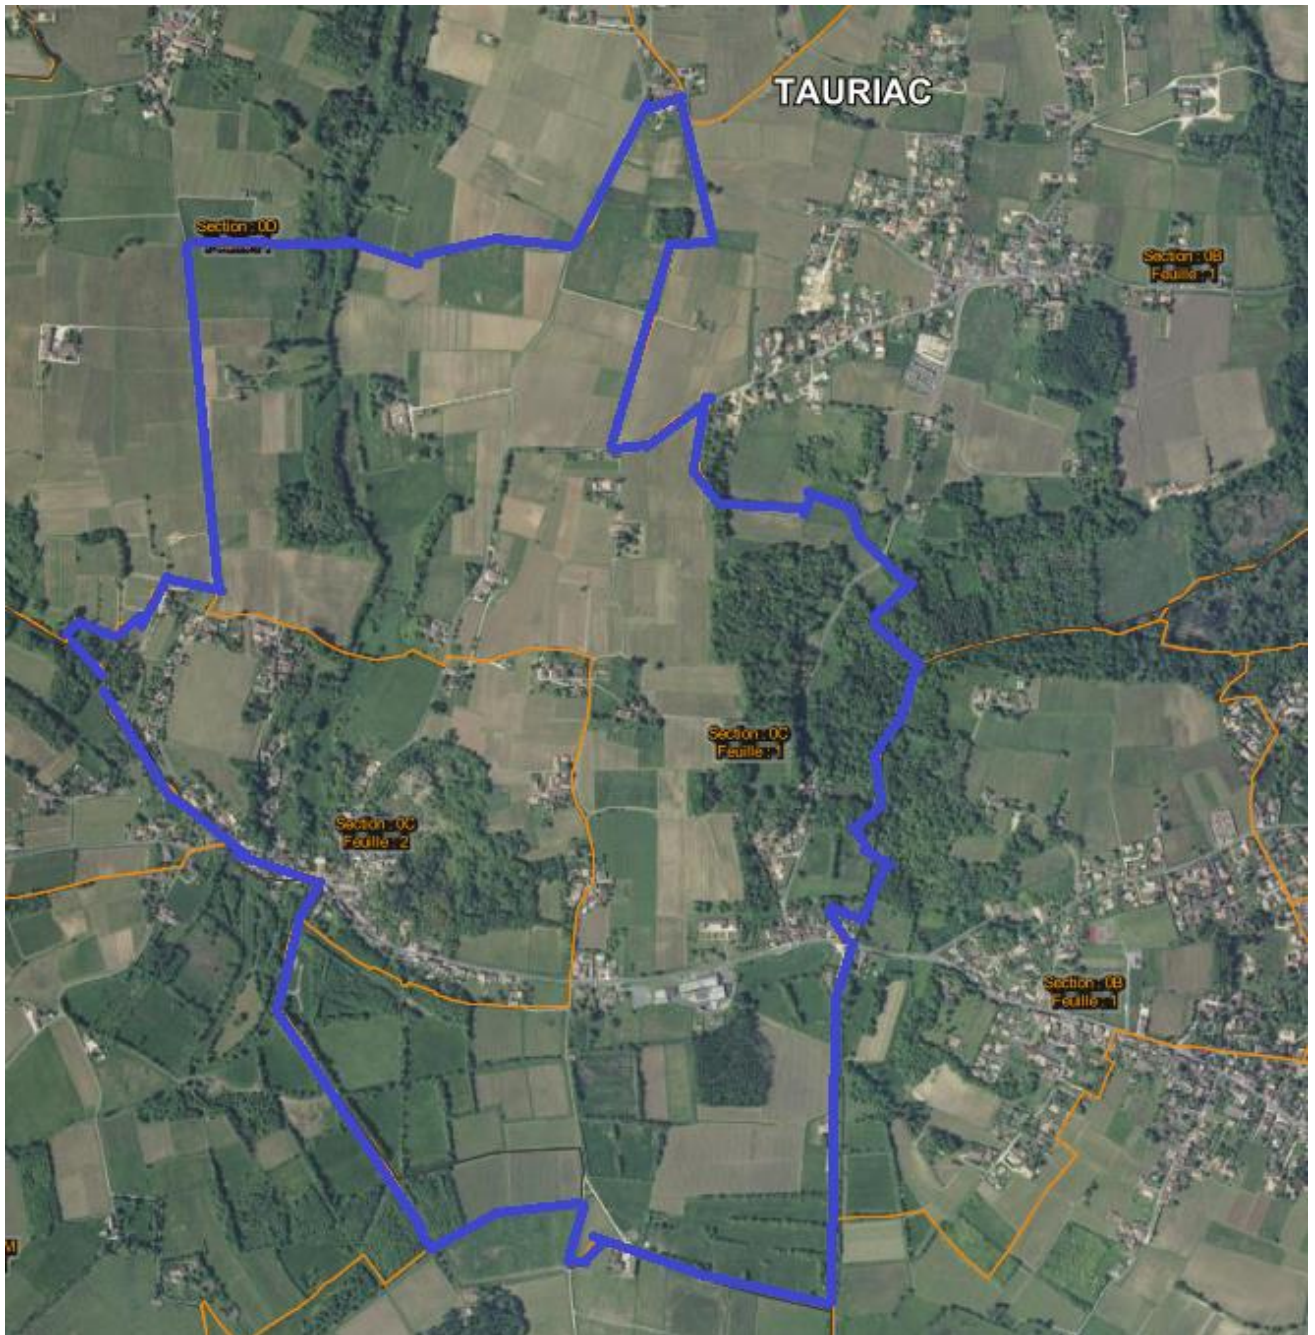 TAURIAC
Section : 0D
Section : 0B
Feuille : 1
Section : 0C
Feuille : 1
Section : 0C
Feuille : 2
Section : 0B
Feuille : 1
M